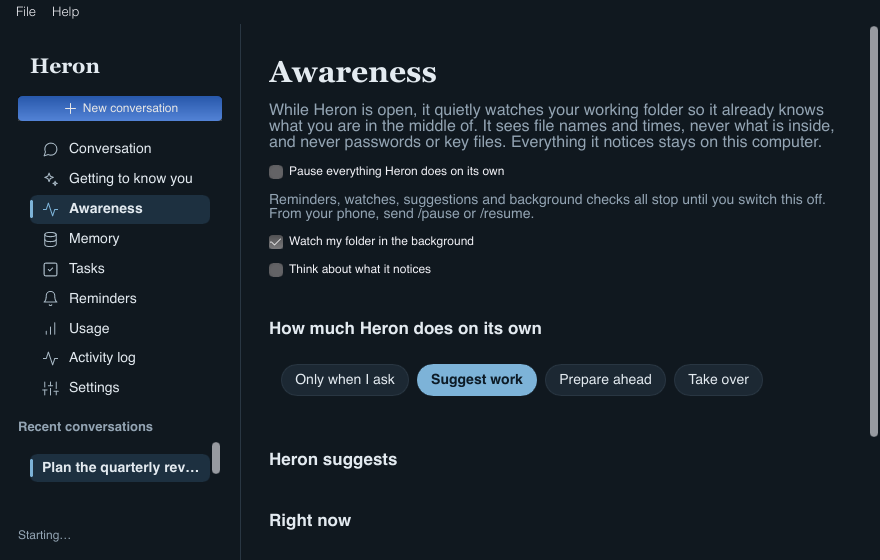 File Help
Heron
New conversation
Conversation
Getting to know you
Awareness
Memory
Tasks
Reminders
Usage
Activity log
Settings
Recent conversations
Plan the quarterly rev...
Starting...
Awareness
While Heron is open, it quietly watches your working folder so it already knows
what you are in the middle of. It sees file names and times, never what is inside,
and never passwords or key files. Everything it notices stays on this computer.
Pause everything Heron does on its own
Reminders, watches, suggestions and background checks all stop until you switch this off.
From your phone, send /pause or /resume.
Watch my folder in the background
Think about what it notices
How much Heron does on its own
Only when I ask
Suggest work
Prepare ahead
Take over
Heron suggests
Right now